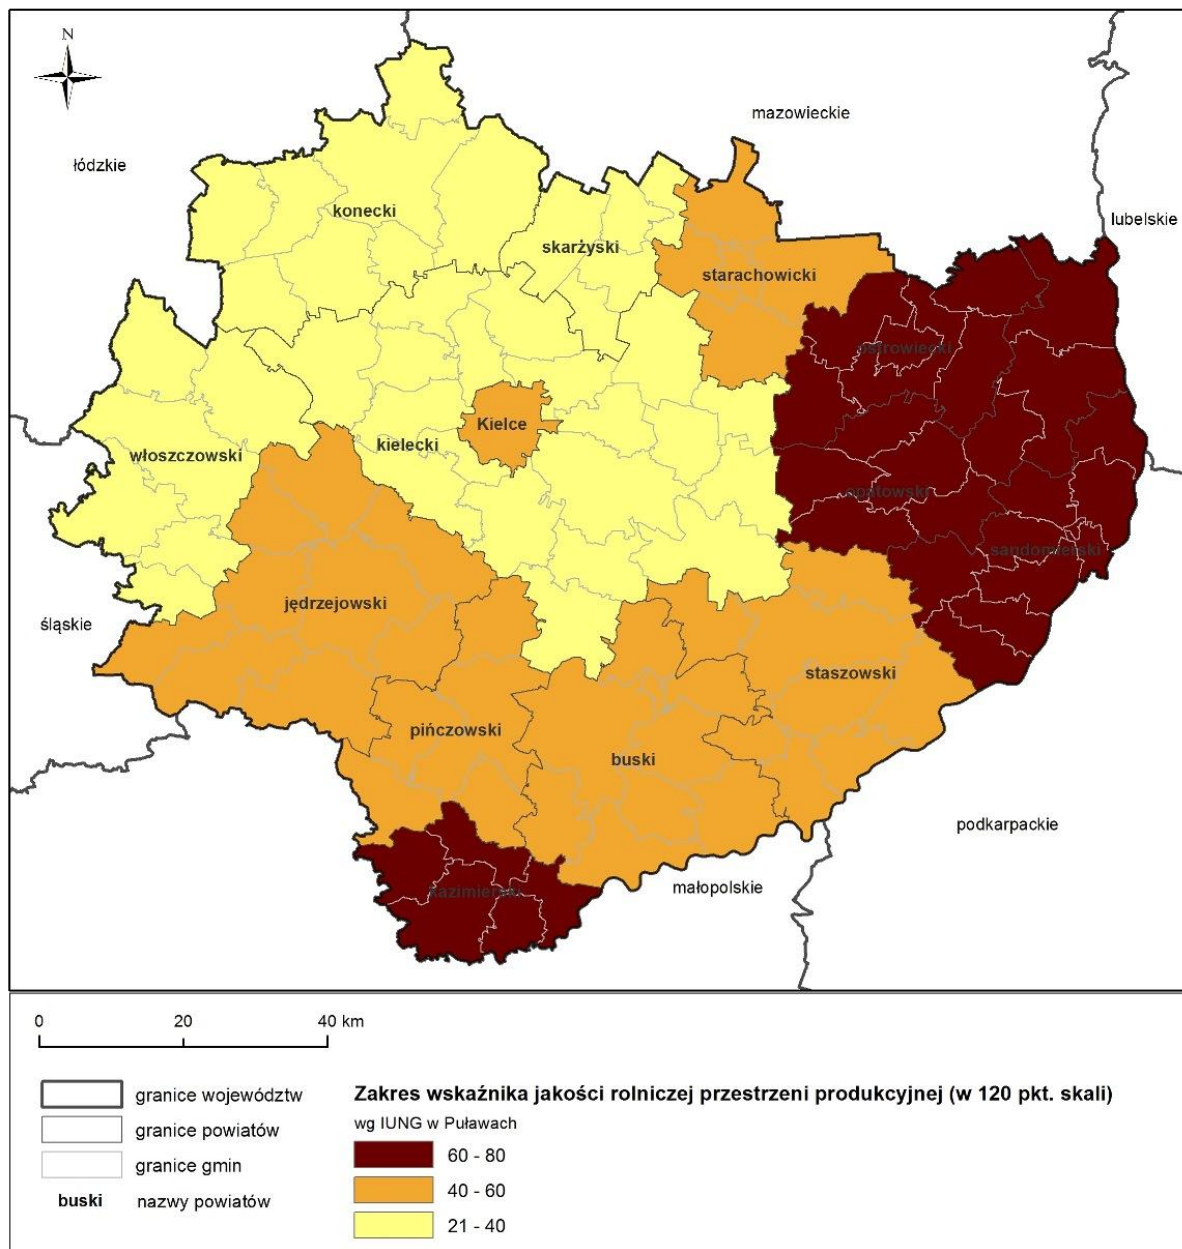 N
mazowieckie
łódzkie
konecki
lubelskie
skarżyski
starachowicki
ostrowiecki
Kielce
kielecki
włoszczowski
opatowski
sandomierski
jędrzejowski
śląskie
staszowski
pińczowski
buski
podkarpackie
małopolskie
kazimierski
0 20 40 km
granice województw
granice powiatów
granice gmin
buski nazwy powiatów
Zakres wskaźnika jakości rolniczej przestrzeni produkcyjnej (w 120 pkt. skali)
wg IUNG w Puławach
60 - 80
40 - 60
21 - 40